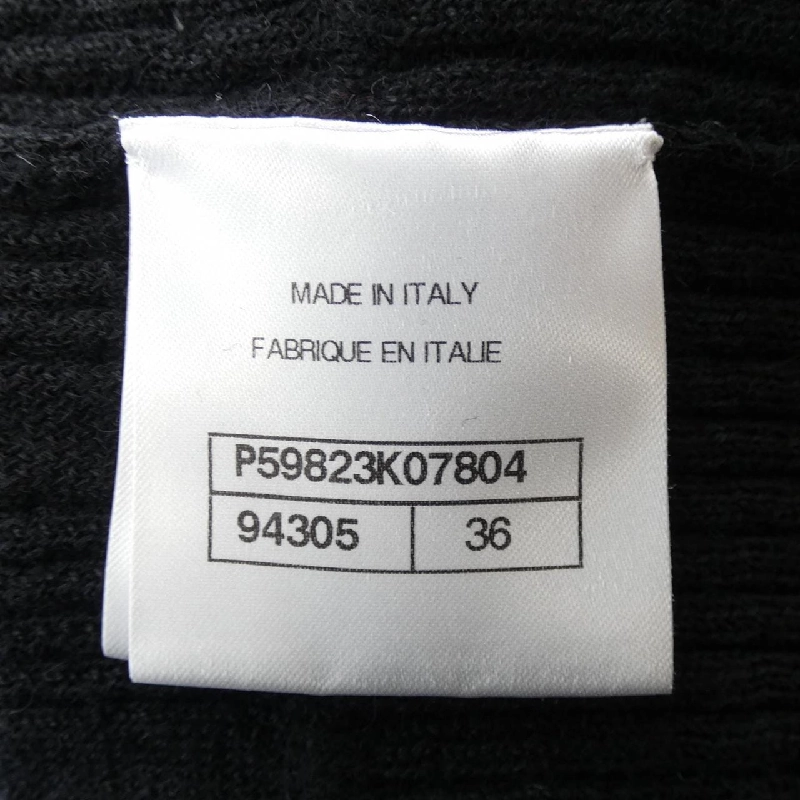 MADE IN ITALY
FABRIQUE EN ITALIE
P59823K07804
94305 36